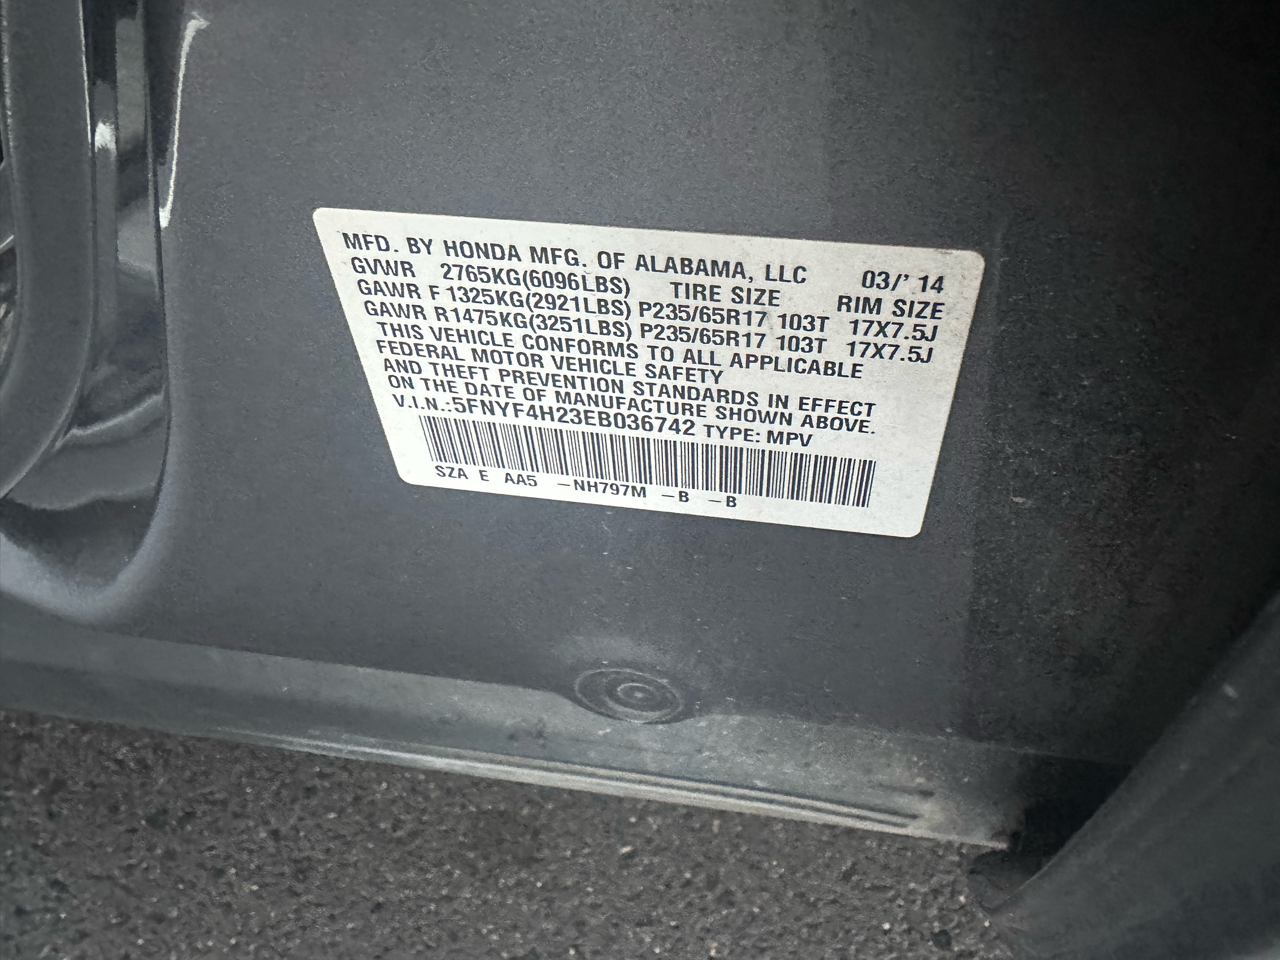 MFD. BY HONDA MFG. OF ALABAMA, LLC 03/' 14
GVWR 2765KG(6096LBS) TIRE SIZE RIM SIZE
GAWR F 1325KG(2921LBS) P235/65R17 103T 17X7.5J
GAWR R1475KG(3251LBS) P235/65R17 103T 17X7.5J
THIS VEHICLE CONFORMS TO ALL APPLICABLE
FEDERAL MOTOR VEHICLE SAFETY
AND THEFT PREVENTION STANDARDS IN EFFECT
ON THE DATE OF MANUFACTURE SHOWN ABOVE.
V.I.N.:5FNYF4H23EB036742 TYPE: MPV
SZA E AA5 –NH797M –B –B